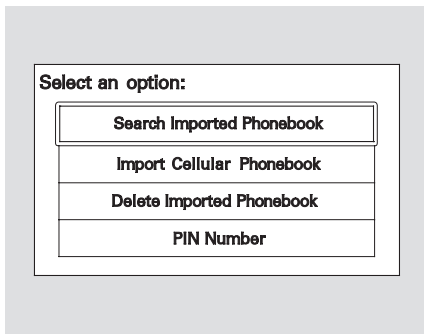 Select an option:
Search Imported Phonebook
Import Cellular Phonebook
Delete Imported Phonebook
PIN Number